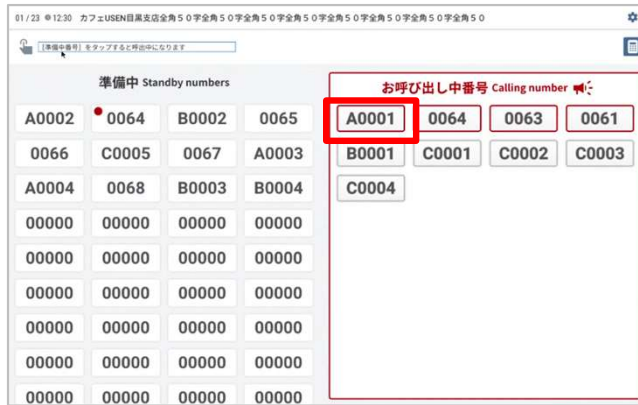 01/23 12:30 カフェUSEN目黒支店全角50字全角50字全角50字全角50字全角50字全角50字全角50
[準備中番号] をタップすると呼出中になります
準備中 Standby numbers
A0002 0064 B0002 0065
0066 C0005 0067 A0003
A0004 0068 B0003 B0004
00000 00000 00000 00000
00000 00000 00000 00000
00000 00000 00000 00000
00000 00000 00000 00000
00000 00000 00000 00000
00000 00000 00000 00000
お呼び出し中番号 Calling number
A0001 0064 0063 0061
B0001 C0001 C0002 C0003
C0004